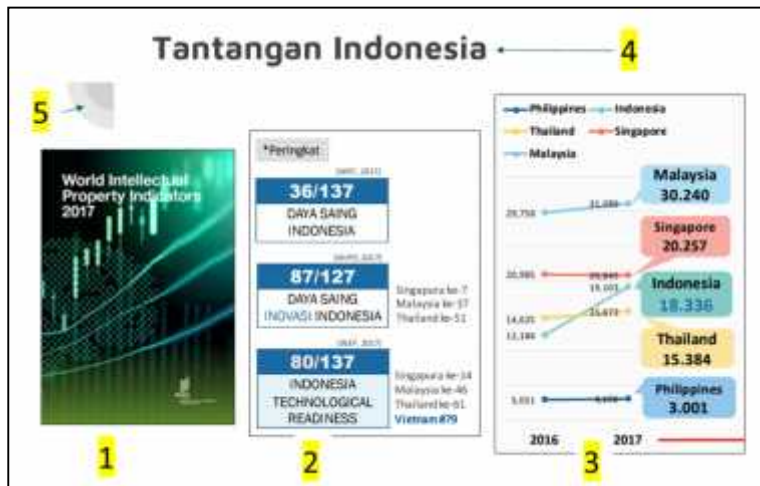 Tantangan Indonesia
4
5
World Intellectual
Property Indicators
2017
1
*Peringkat
36/137
DAYA SAING
INDONESIA
87/127
DAYA SAING
INOVASI INDONESIA
Singapura ke-7
Malaysia ke-37
Thailand ke-51
80/137
INDONESIA
TECHNOLOGICAL
READINESS
Singapura ke-14
Malaysia ke-46
Thailand ke-61
Vietnam #79
2
Philippines
Indonesia
Thailand
Singapore
Malaysia
Malaysia
30.240
Singapore
20.257
Indonesia
18.336
Thailand
15.384
Philippines
3.001
2016
2017
3